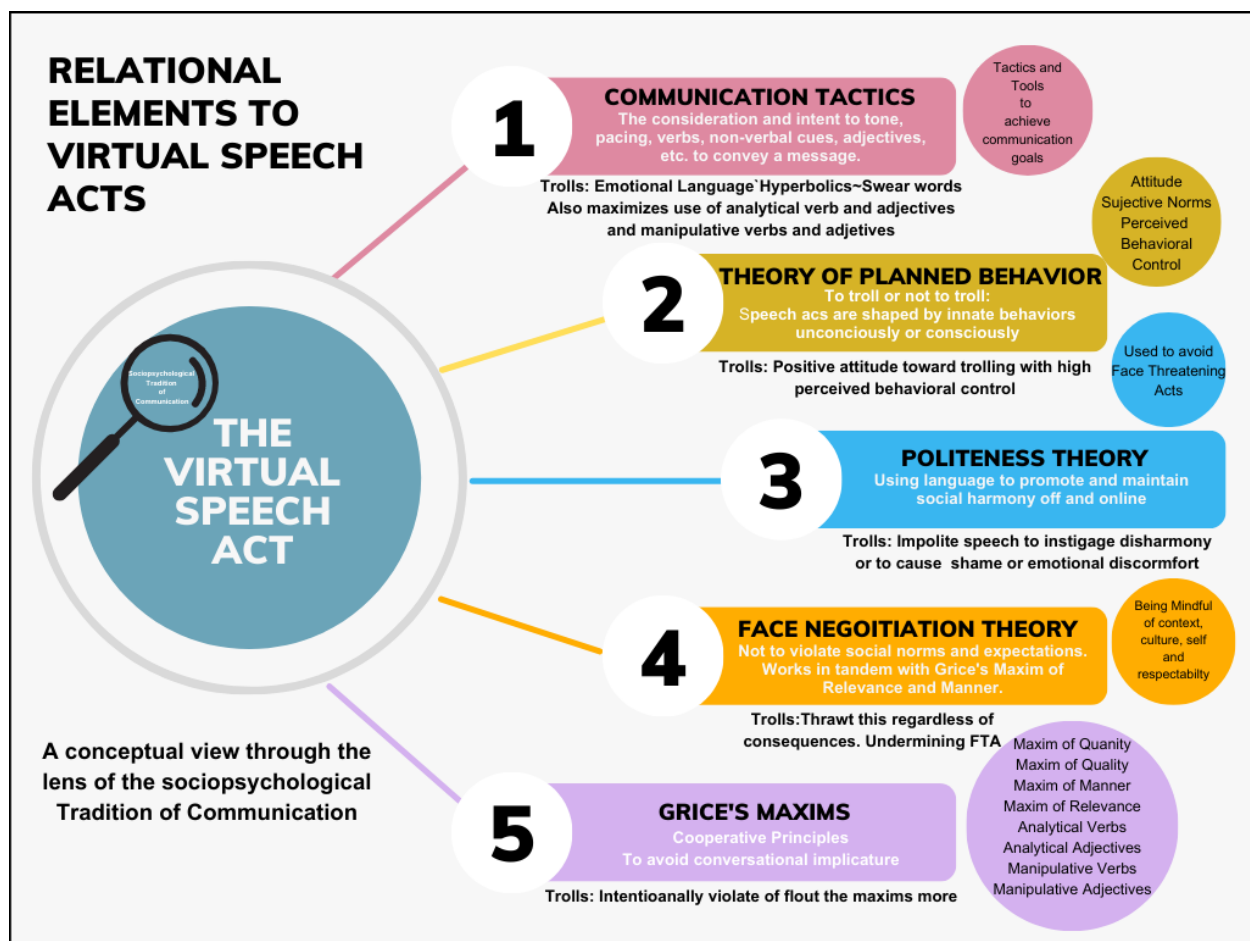 RELATIONAL
ELEMENTS TO
VIRTUAL SPEECH
ACTS
1
COMMUNICATION TACTICS
The consideration and intent to tone,
pacing, verbs, non-verbal cues, adjectives,
etc. to convey a message.
Tactics and
Tools
to
achieve
communication
goals
Trolls: Emotional Language`Hyperbolics~Swear words
Also maximizes use of analytical verb and adjectives
and manipulative verbs and adjetives
2
THEORY OF PLANNED BEHAVIOR
To troll or not to troll:
Speech acs are shaped by innate behaviors
unconciously or consciously
Attitude
Sujective Norms
Perceived
Behavioral
Control
Trolls: Positive attitude toward trolling with high
perceived behavioral control
Used to avoid
Face Threatening
Acts
3
POLITENESS THEORY
Using language to promote and maintain
social harmony off and online
Trolls: Impolite speech to instigage disharmony
or to cause shame or emotional discormfort
4
FACE NEGOITIATION THEORY
Not to violate social norms and expectations.
Works in tandem with Grice's Maxim of
Relevance and Manner.
Being Mindful
of context,
culture, self
and
respectabilty
Trolls:Thrawt this regardless of
consequences. Undermining FTA
5
GRICE'S MAXIMS
Cooperative Principles
To avoid conversational implicature
Maxim of Quanity
Maxim of Quality
Maxim of Manner
Maxim of Relevance
Analytical Verbs
Analytical Adjectives
Manipulative Verbs
Manipulative Adjectives
Trolls: Intentioanally violate of flout the maxims more
Sociopsychological
Tradition
of
Communication
THE
VIRTUAL
SPEECH
ACT
A conceptual view through the
lens of the sociopsychological
Tradition of Communication